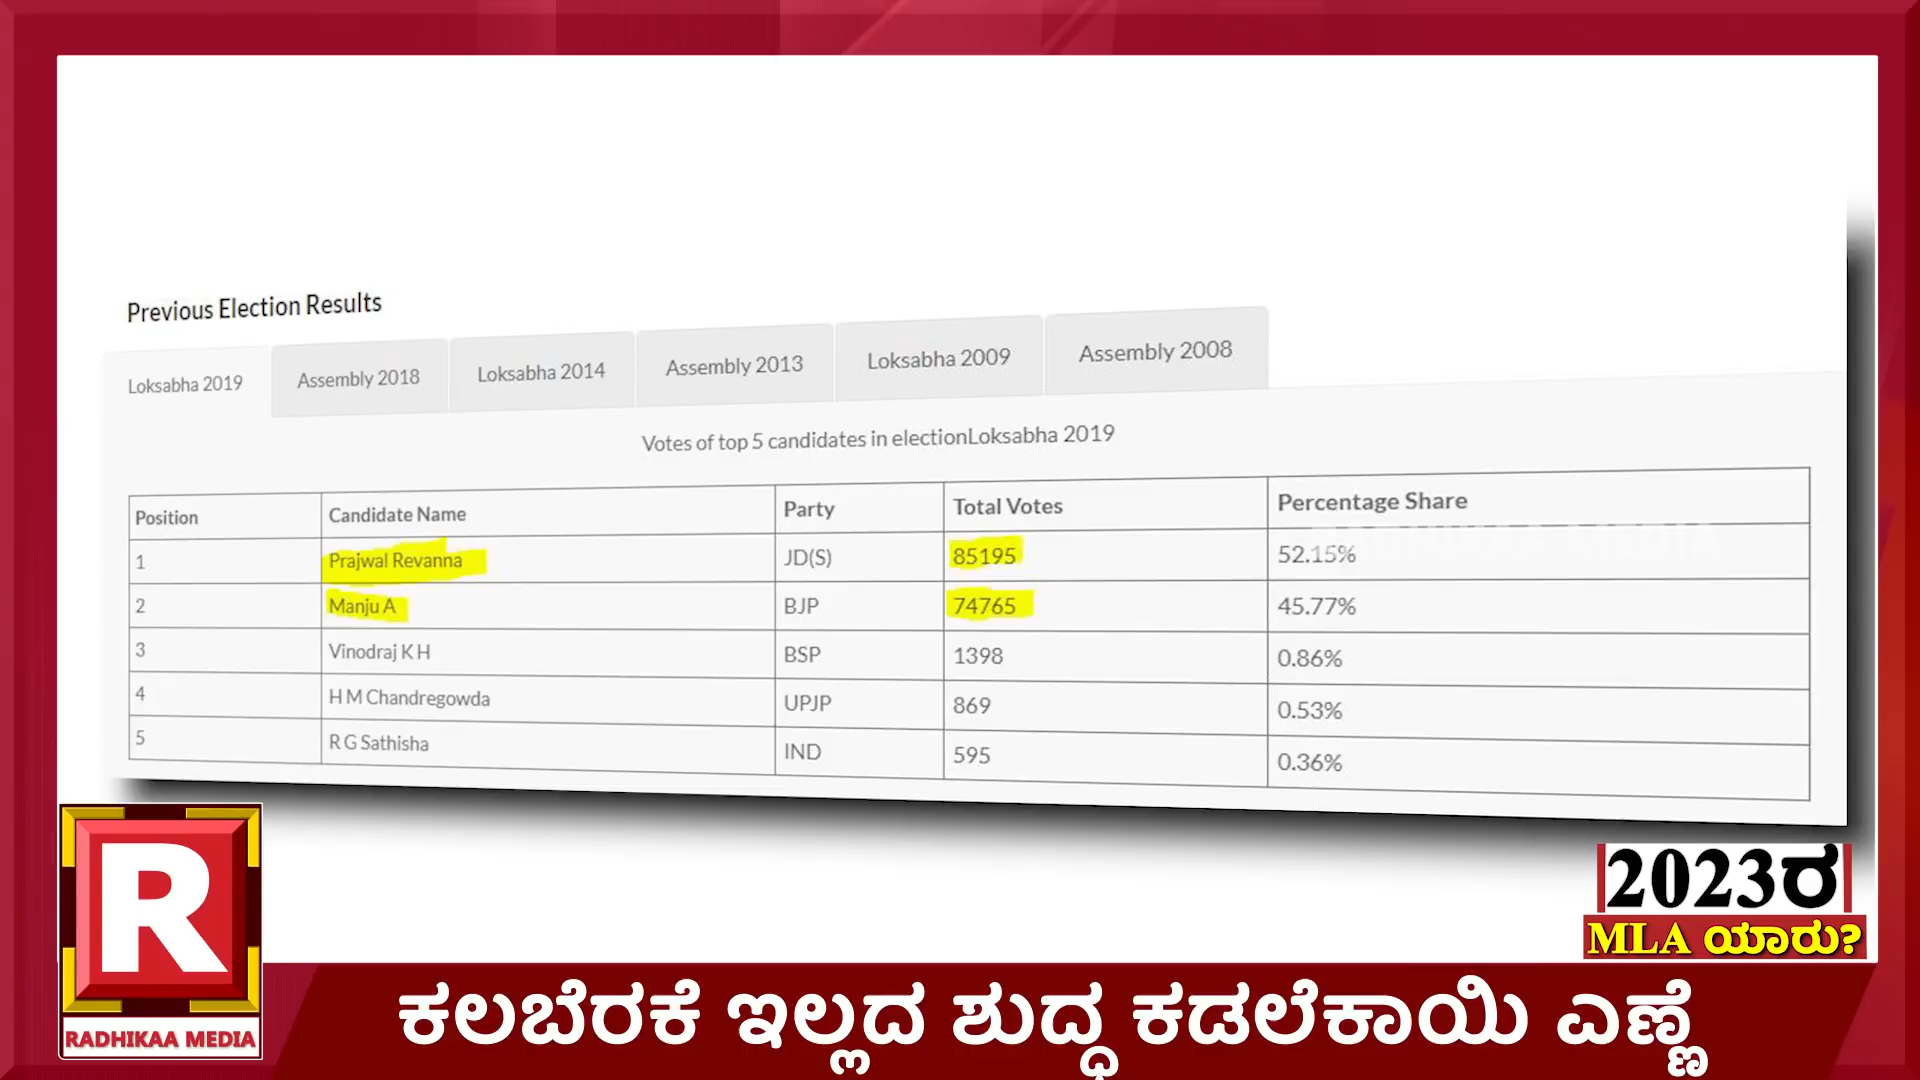 Previous Election Results
Loksabha 2019 Assembly 2018 Loksabha 2014 Assembly 2013 Loksabha 2009 Assembly 2008
Votes of top 5 candidates in electionLoksabha 2019
Position Candidate Name Party Total Votes Percentage Share
1 Prajwal Revanna JD(S) 85195 52.15%
2 Manju A BJP 74765 45.77%
3 Vinodraj K H BSP 1398 0.86%
4 H M Chandregowda UPJP 869 0.53%
5 R G Sathisha IND 595 0.36%
R
RADHIKAA MEDIA
2023ರ
MLA ಯಾರು?
ಕಲಬೆರಕೆ ಇಲ್ಲದ ಶುದ್ಧ ಕಡಲೆಕಾಯಿ ಎಣ್ಣೆ
RADHIKAA MEDIA